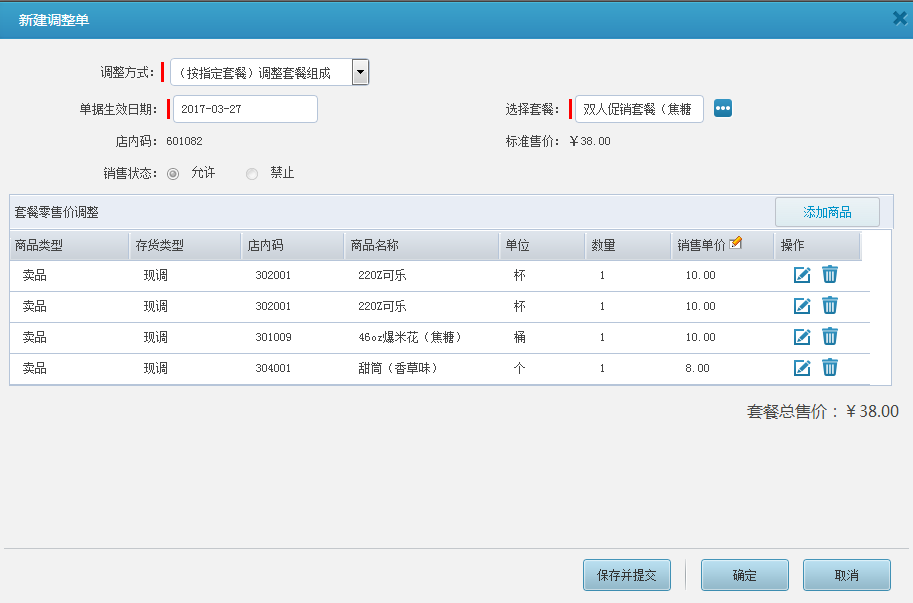 新建调整单
调整方式： （按指定套餐）调整套餐组成
单据生效日期： 2017-03-27 选择套餐： 双人促销套餐（焦糖
店内码： 601082 标准售价： ￥38.00
销售状态： 允许 禁止
套餐零售价调整 添加商品
商品类型 存货类型 店内码 商品名称 单位 数量 销售单价 操作
卖品 现调 302001 220Z可乐 杯 1 10.00
卖品 现调 302001 220Z可乐 杯 1 10.00
卖品 现调 301009 46oz爆米花（焦糖） 桶 1 10.00
卖品 现调 304001 甜筒（香草味） 个 1 8.00
套餐总售价：￥38.00
保存并提交 确定 取消